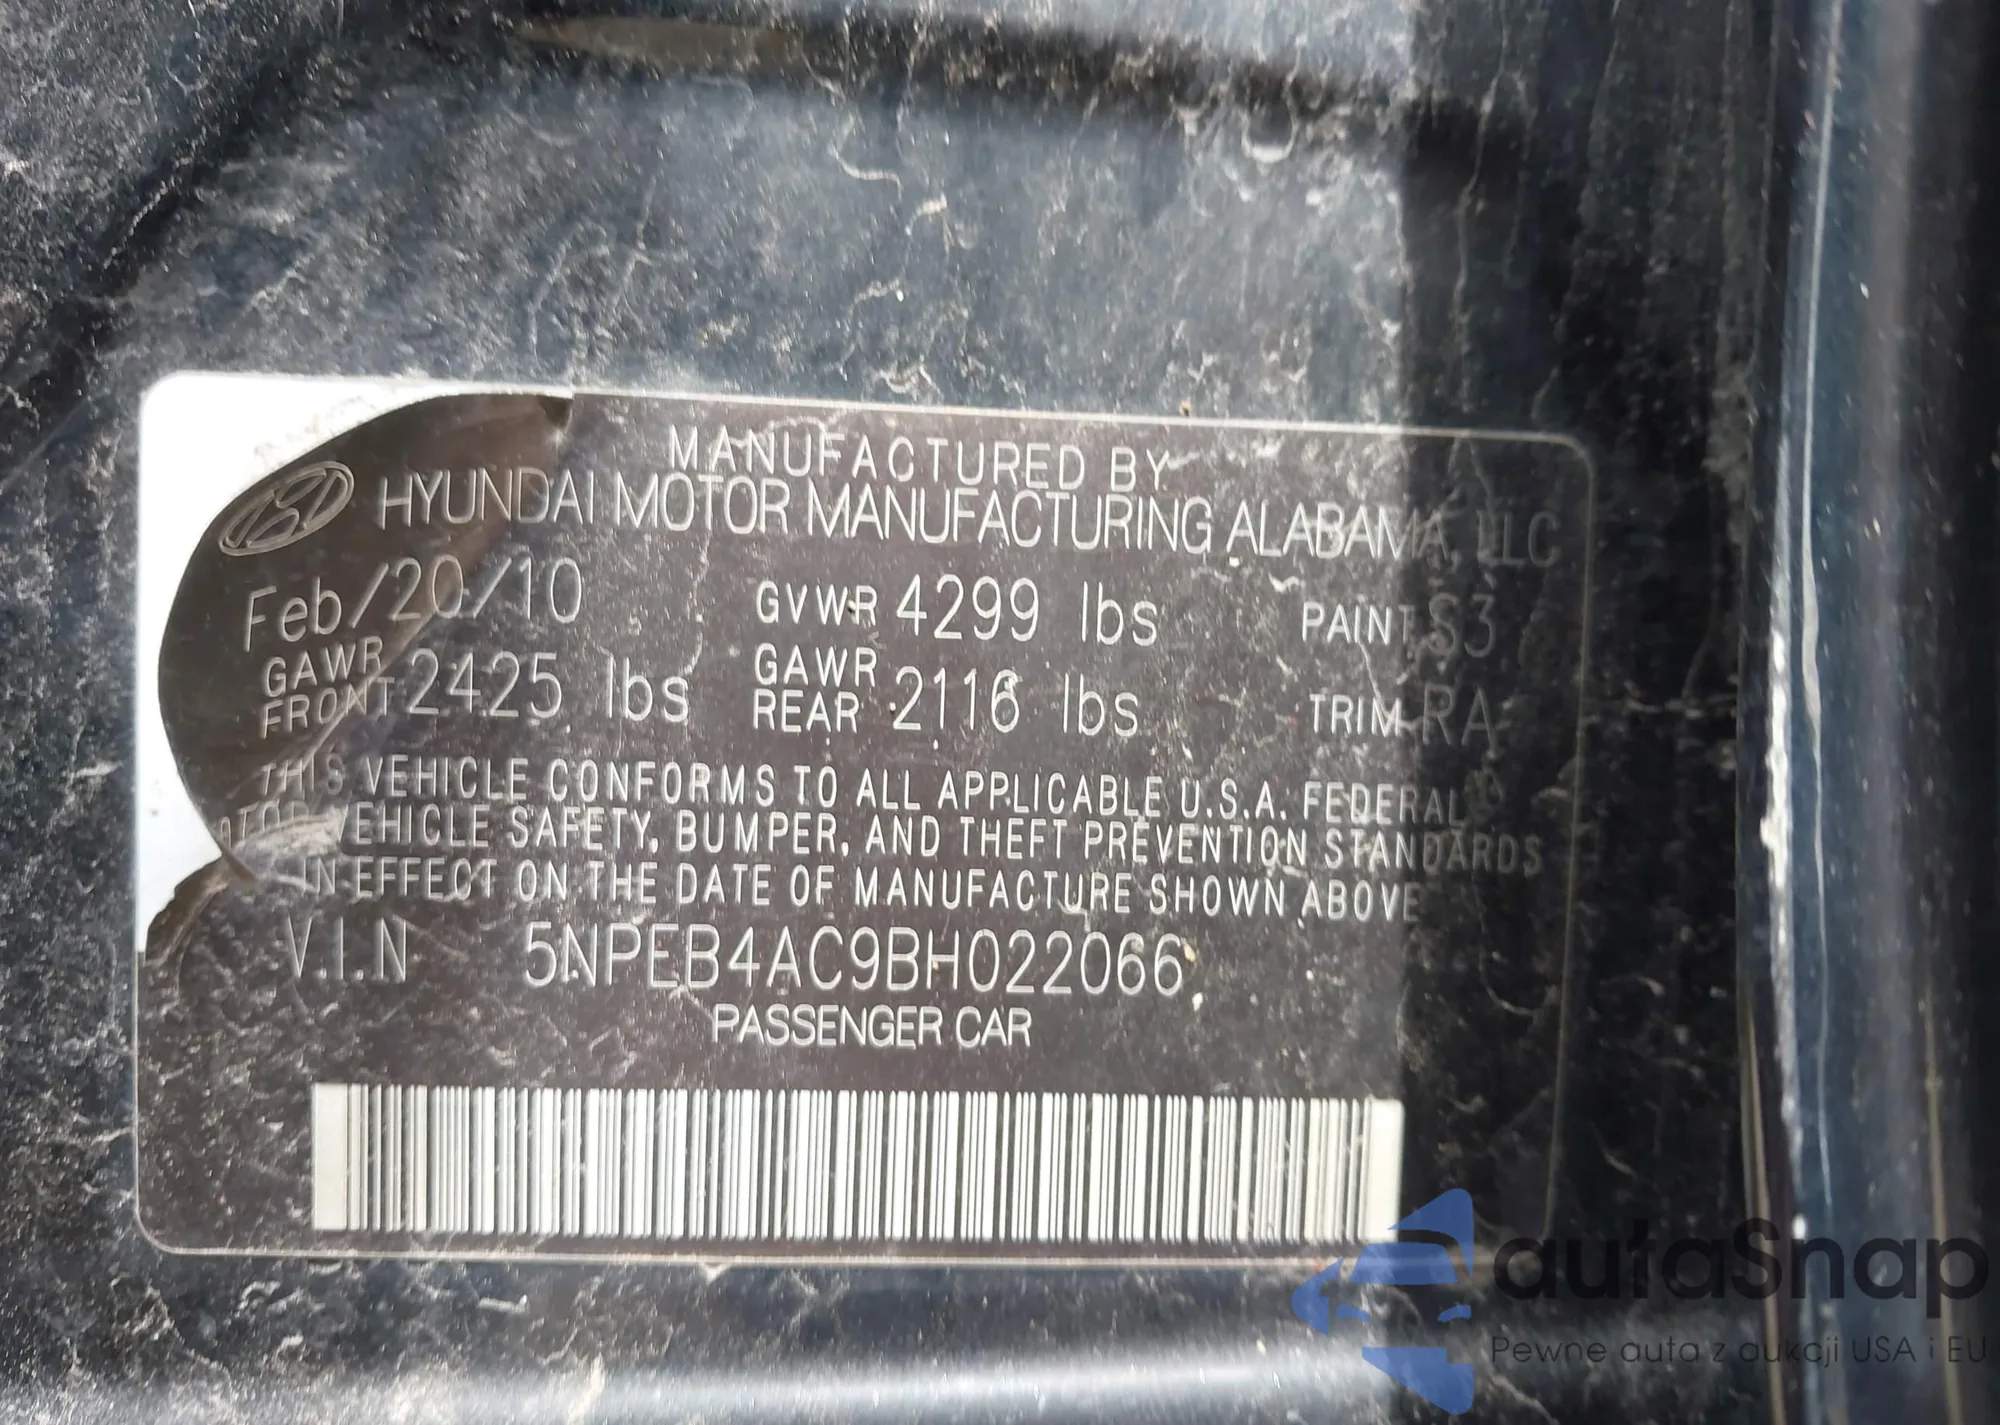 MANUFACTURED BY
HYUNDAI MOTOR MANUFACTURING ALABAMA, LLC
Feb/20/10 GVWR 4299 lbs PAINT S3
GAWR FRONT 2425 lbs GAWR REAR 2116 lbs TRIM RA
THIS VEHICLE CONFORMS TO ALL APPLICABLE U.S.A. FEDERAL
VEHICLE SAFETY, BUMPER, AND THEFT PREVENTION STANDARDS
IN EFFECT ON THE DATE OF MANUFACTURE SHOWN ABOVE
V.I.N 5NPEB4AC9BH022066
PASSENGER CAR
autaSnap
Pewne auta z aukcji USA i EU